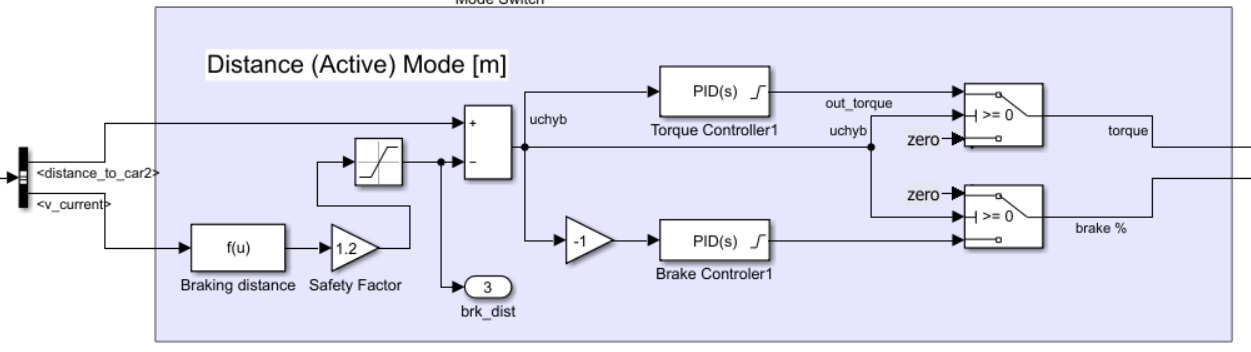 Mode Switch
Distance (Active) Mode [m]
PID(s)
Torque Controller1
out_torque
uchyb
uchyb
>= 0
zero
torque
+
−
<distance_to_car2>
<v_current>
f(u)
Braking distance
1.2
Safety Factor
-1
PID(s)
Brake Controler1
zero
>= 0
brake %
3
brk_dist